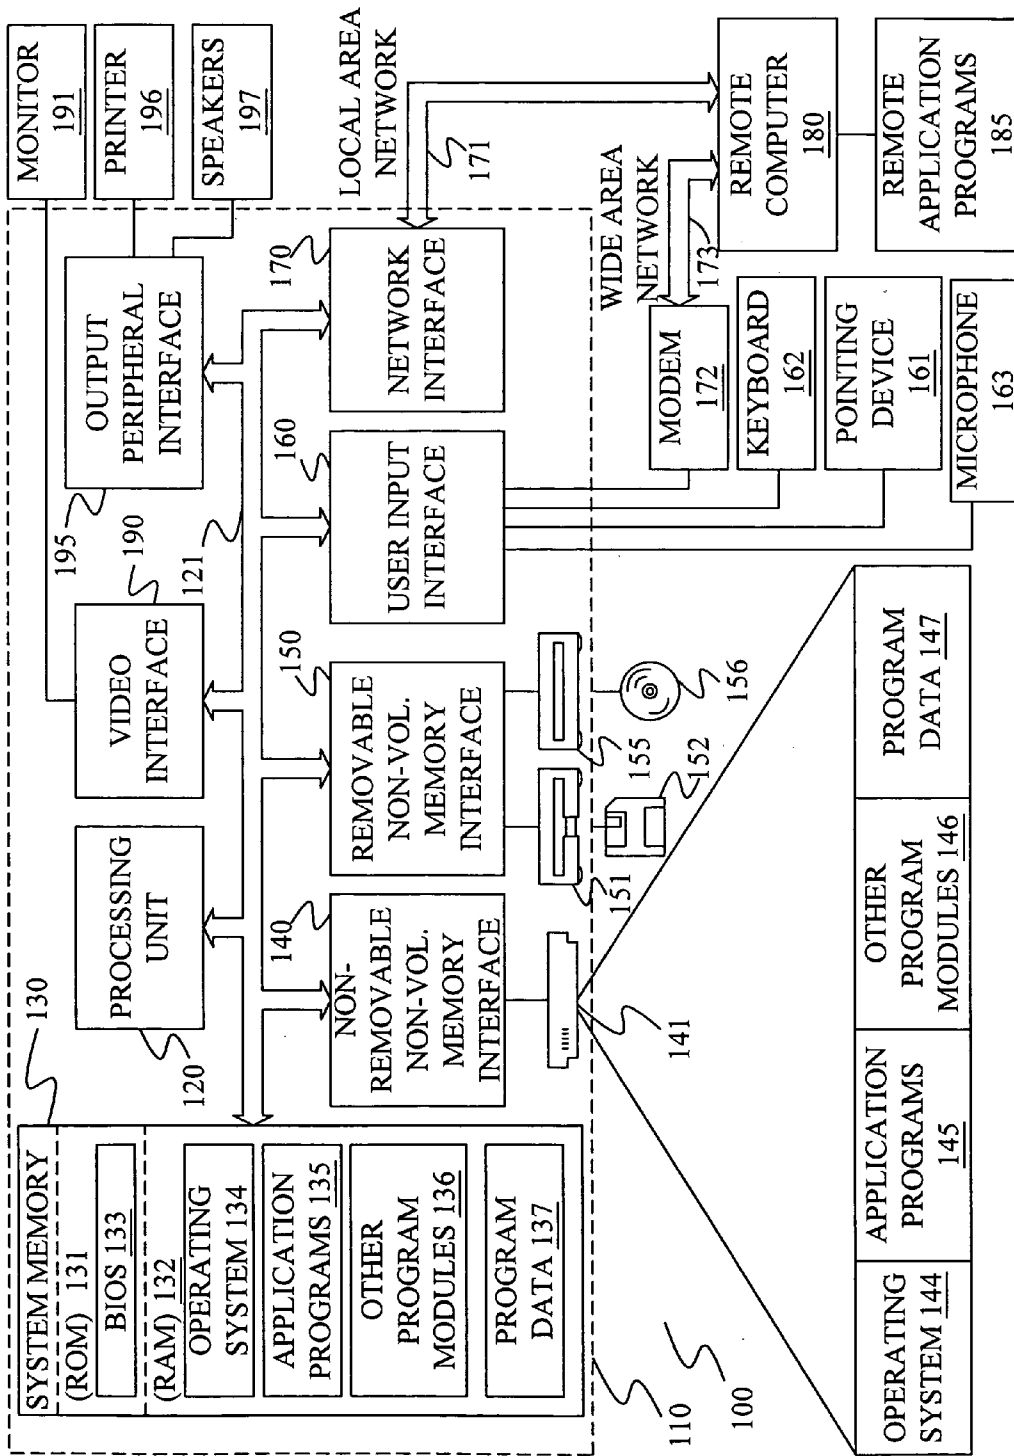 SYSTEM MEMORY
(ROM) 131
BIOS 133
(RAM) 132
OPERATING
SYSTEM 134
APPLICATION
PROGRAMS 135
OTHER
PROGRAM
MODULES 136
PROGRAM
DATA 137
130
PROCESSING
UNIT
120
VIDEO
INTERFACE
190
121
OUTPUT
PERIPHERAL
INTERFACE
195
MONITOR
191
PRINTER
196
SPEAKERS
197
NON-
REMOVABLE
NON-VOL.
MEMORY
INTERFACE
140
REMOVABLE
NON-VOL.
MEMORY
INTERFACE
150
USER INPUT
INTERFACE
160
NETWORK
INTERFACE
170
LOCAL AREA
NETWORK
171
141
151
152
155
156
WIDE AREA
NETWORK
173
MODEM
172
KEYBOARD
162
POINTING
DEVICE
161
MICROPHONE
163
REMOTE
COMPUTER
180
REMOTE
APPLICATION
PROGRAMS
185
110
100
OPERATING
SYSTEM 144
APPLICATION
PROGRAMS
145
OTHER
PROGRAM
MODULES 146
PROGRAM
DATA 147